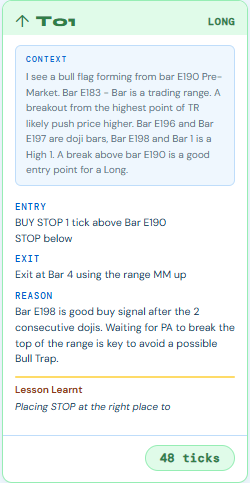 ↑ T01 LONG
CONTEXT
I see a bull flag forming from bar E190 Pre-
Market. Bar E183 - Bar is a trading range. A
breakout from the highest point of TR
likely push price higher. Bar E196 and Bar
E197 are doji bars, Bar E198 and Bar 1 is a
High 1. A break above bar E190 is a good
entry point for a Long.
ENTRY
BUY STOP 1 tick above Bar E190
STOP below
EXIT
Exit at Bar 4 using the range MM up
REASON
Bar E198 is good buy signal after the 2
consecutive dojis. Waiting for PA to break the
top of the range is key to avoid a possible
Bull Trap.
Lesson Learnt
Placing STOP at the right place to
48 ticks